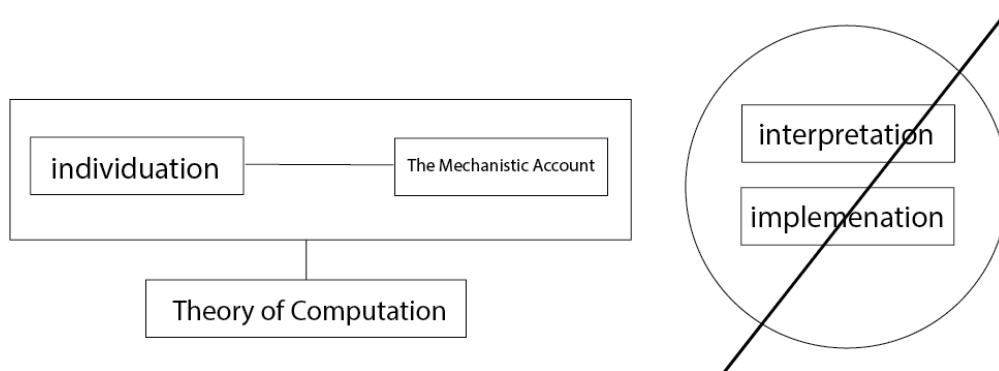 individuation
The Mechanistic Account
Theory of Computation
interpretation
implemenation